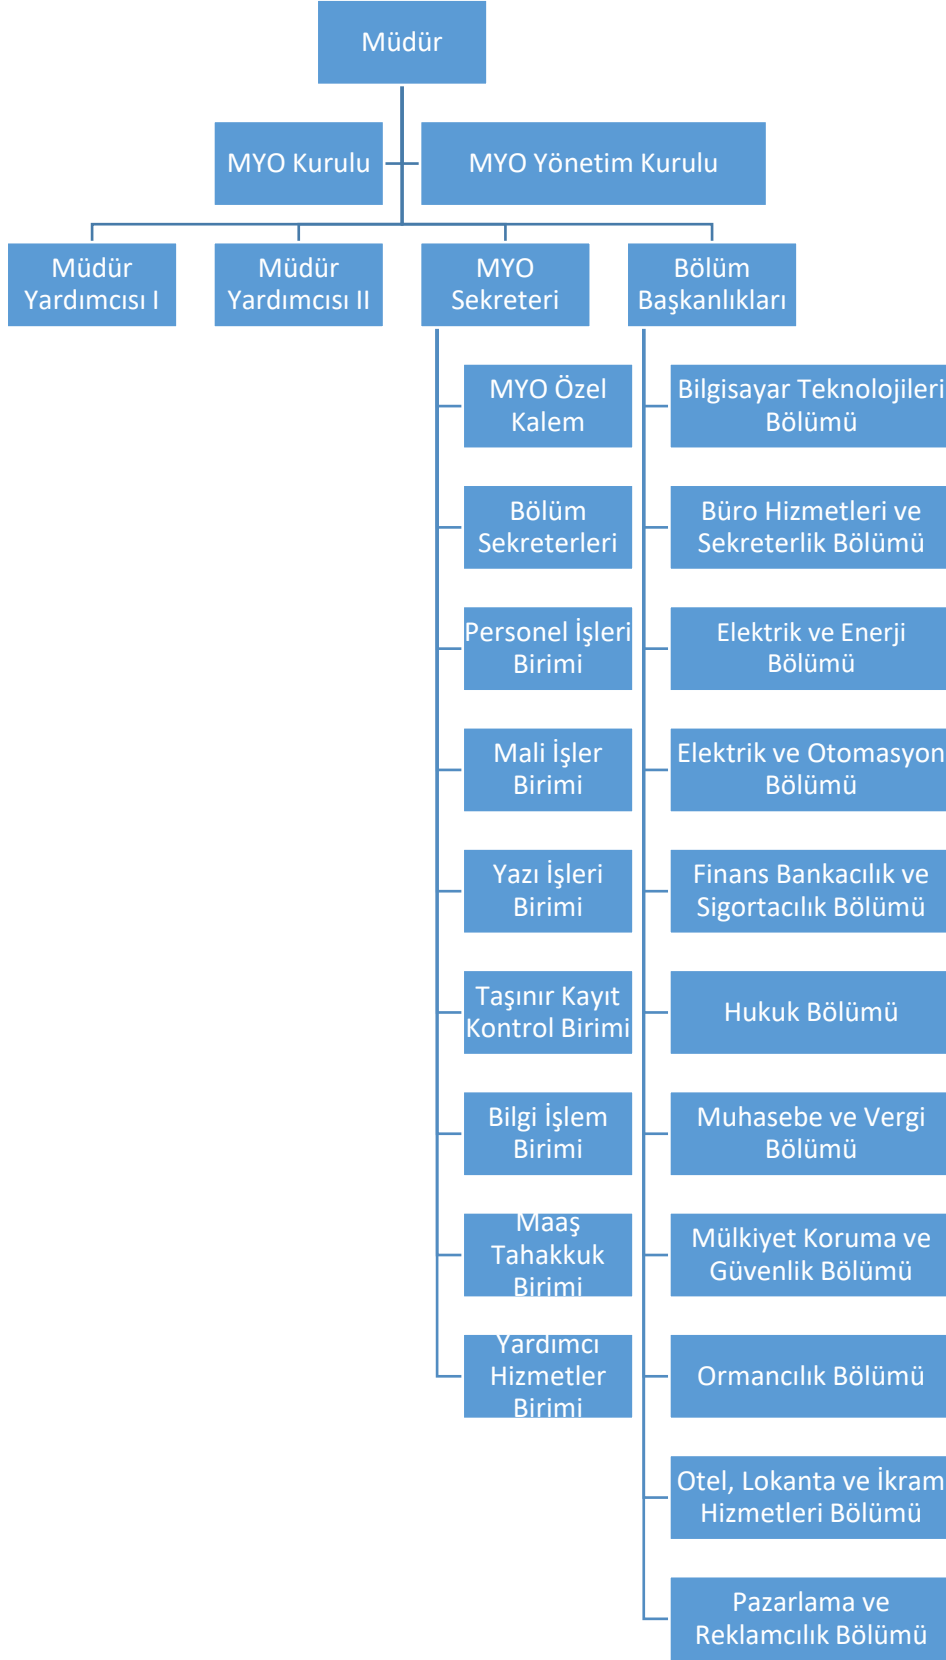 Müdür
MYO Kurulu
MYO Yönetim Kurulu
Müdür
Yardımcısı I
Müdür
Yardımcısı II
MYO
Sekreteri
Bölüm
Başkanlıkları
MYO Özel
Kalem
Bölüm
Sekreterleri
Personel İşleri
Birimi
Mali İşler
Birimi
Yazı İşleri
Birimi
Taşınır Kayıt
Kontrol Birimi
Bilgi İşlem
Birimi
Maaş
Tahakkuk
Birimi
Yardımcı
Hizmetler
Birimi
Bilgisayar Teknolojileri
Bölümü
Büro Hizmetleri ve
Sekreterlik Bölümü
Elektrik ve Enerji
Bölümü
Elektrik ve Otomasyon
Bölümü
Finans Bankacılık ve
Sigortacılık Bölümü
Hukuk Bölümü
Muhasebe ve Vergi
Bölümü
Mülkiyet Koruma ve
Güvenlik Bölümü
Ormancılık Bölümü
Otel, Lokanta ve İkram
Hizmetleri Bölümü
Pazarlama ve
Reklamcılık Bölümü